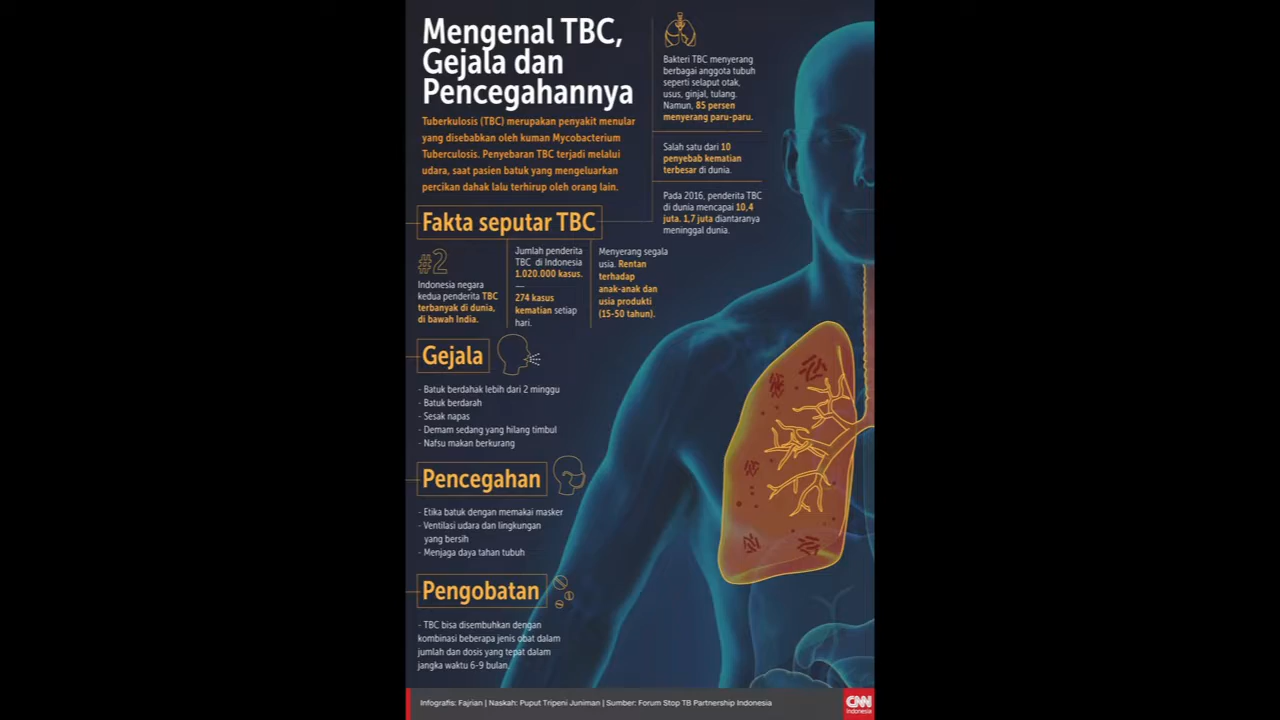 Mengenal TBC,
Gejala dan
Pencegahannya
Tuberkulosis (TBC) merupakan penyakit menular
yang disebabkan oleh kuman Mycobacterium
Tuberculosis. Penyebaran TBC terjadi melalui
udara, saat pasien batuk yang mengeluarkan
percikan dahak lalu terhirup oleh orang lain.
Bakteri TBC menyerang
berbagai anggota tubuh
seperti selaput otak,
usus, ginjal, tulang.
Namun, 85 persen
menyerang paru-paru.
Salah satu dari 10
penyebab kematian
terbesar di dunia.
Pada 2016, penderita TBC
di dunia mencapai 10,4
juta. 1,7 juta diantaranya
meninggal dunia.
Fakta seputar TBC
#2
Indonesia negara
kedua penderita TBC
terbanyak di dunia,
di bawah India.
Jumlah penderita
TBC di Indonesia
1.020.000 kasus.
—
274 kasus
kematian setiap
hari.
Menyerang segala
usia. Rentan
terhadap
anak-anak dan
usia produkti
(15-50 tahun).
Gejala
- Batuk berdahak lebih dari 2 minggu
- Batuk berdarah
- Sesak napas
- Demam sedang yang hilang timbul
- Nafsu makan berkurang
Pencegahan
- Etika batuk dengan memakai masker
- Ventilasi udara dan lingkungan
yang bersih
- Menjaga daya tahan tubuh
Pengobatan
- TBC bisa disembuhkan dengan
kombinasi beberapa jenis obat dalam
jumlah dan dosis yang tepat dalam
jangka waktu 6-9 bulan.
Infografis: Fajrian | Naskah: Puput Tripeni Juniman | Sumber: Forum Stop TB Partnership Indonesia
CNN
Indonesia